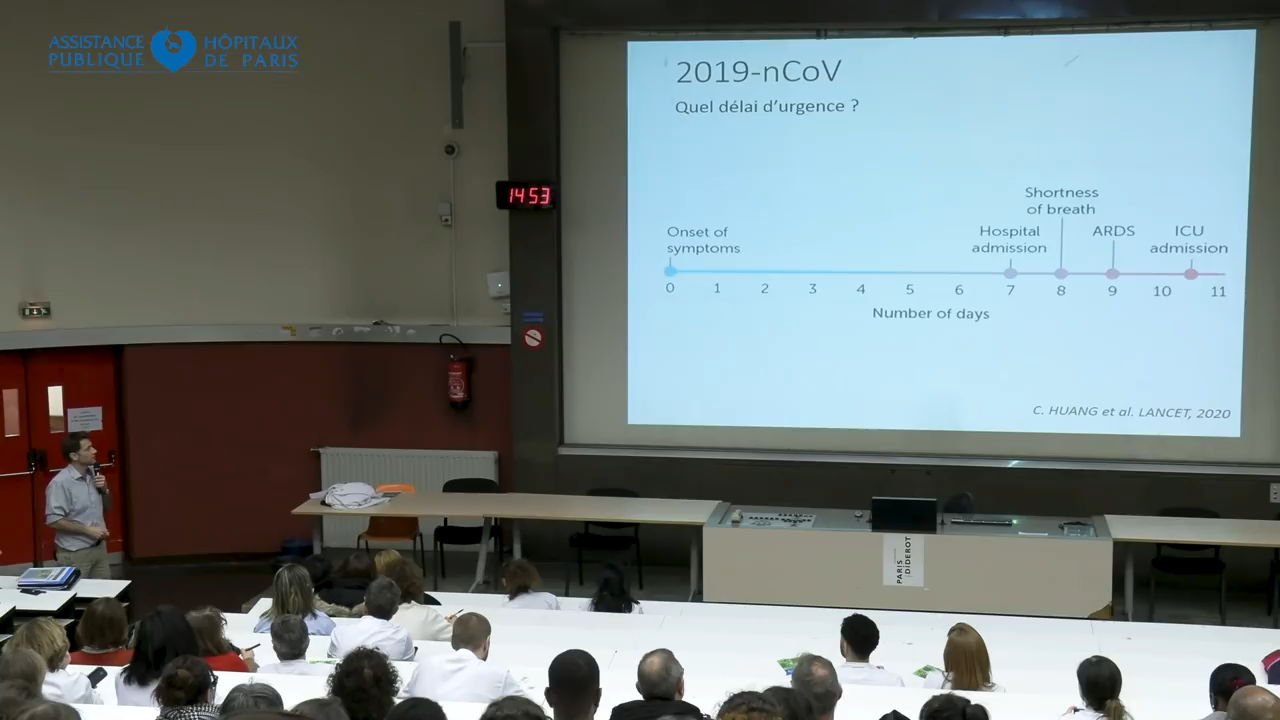 ASSISTANCE HÔPITAUX
PUBLIQUE DE PARIS
2019-nCoV
Quel délai d'urgence ?
14 53
Shortness
of breath
Onset of
symptoms
Hospital
admission
ARDS
ICU
admission
0 1 2 3 4 5 6 7 8 9 10 11
Number of days
C. HUANG et al. LANCET, 2020
PARIS
DIDEROT